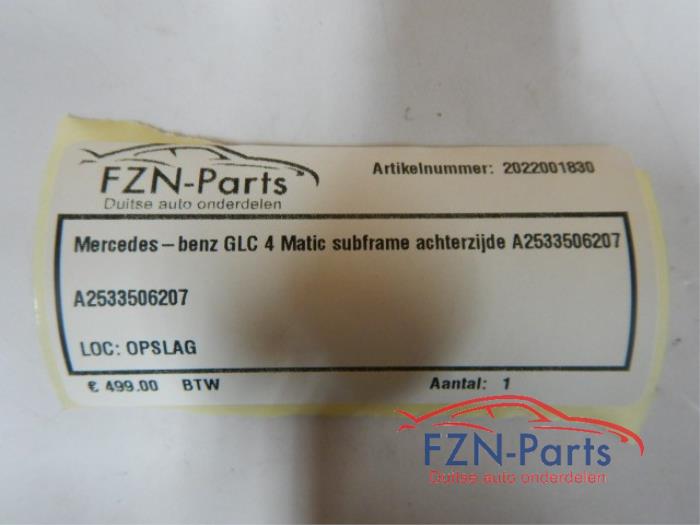 FZN-Parts
Duitse auto onderdelen
Artikelnummer: 2022001830
Mercedes-benz GLC 4 Matic subframe achterzijde A2533506207
A2533506207
LOC: OPSLAG
€ 499.00 BTW Aantal: 1
FZN-Parts
Duitse auto onderdelen